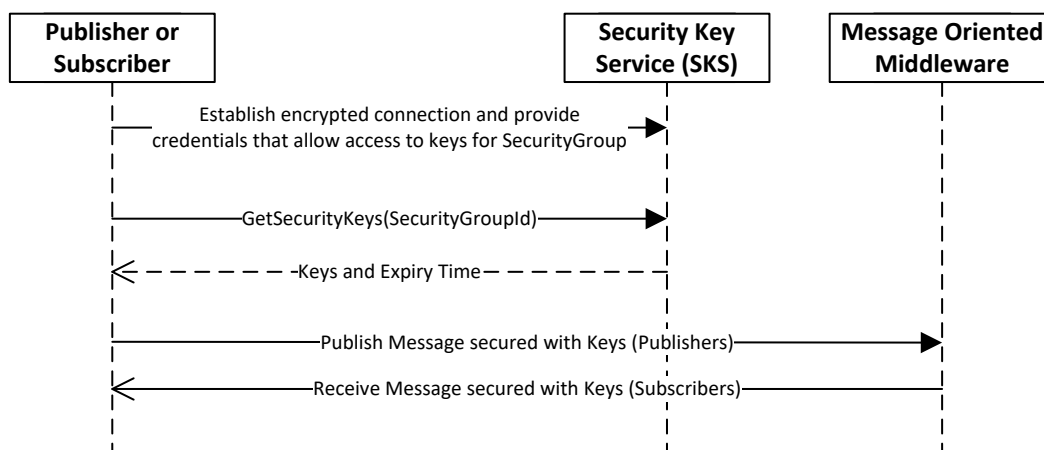 Publisher or
Subscriber
Security Key
Service (SKS)
Message Oriented
Middleware
Establish encrypted connection and provide
credentials that allow access to keys for SecurityGroup
GetSecurityKeys(SecurityGroupId)
Keys and Expiry Time
Publish Message secured with Keys (Publishers)
Receive Message secured with Keys (Subscribers)